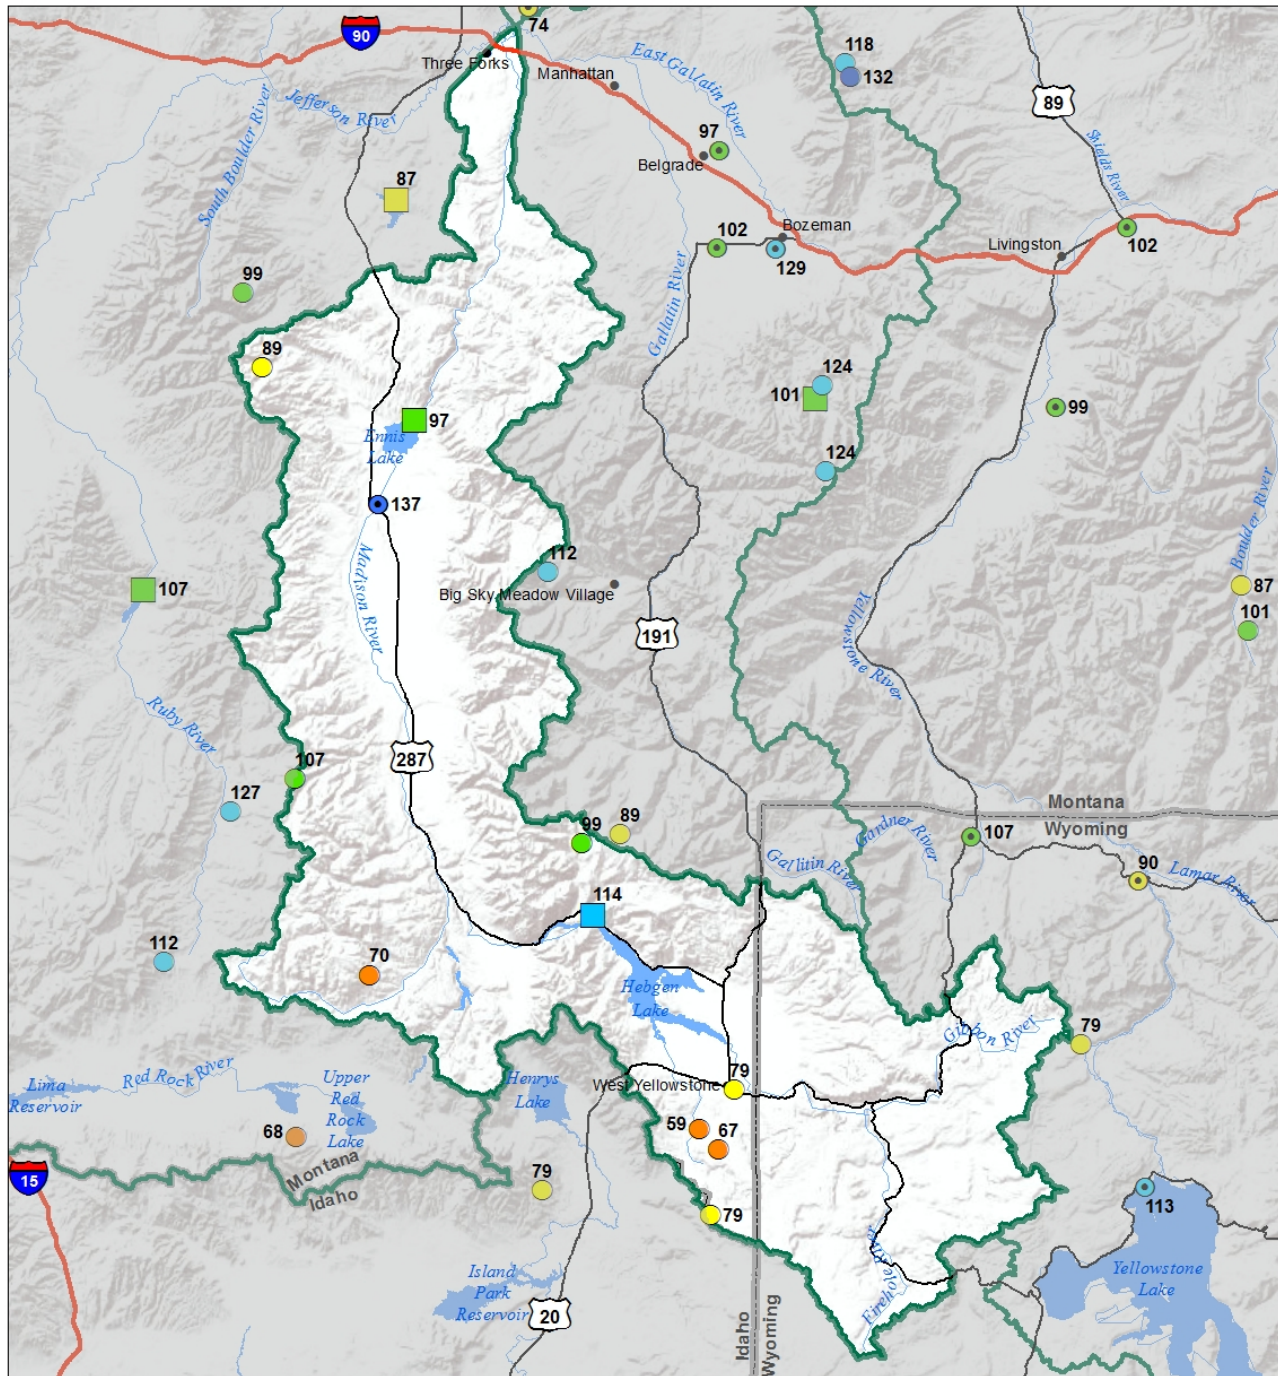 74
90
Three Forks
Manhattan
East Gallatin River
118
132
89
Jefferson River
South Boulder River
97
Belgrade
Shields River
87
102
Bozeman
129
Livingston
102
Gallatin River
99
89
124
101
99
97
Ennis
Lake
124
Boulder River
137
Madison River
112
Big Sky Meadow Village
107
87
101
191
Yellowstone River
Ruby River
287
107
127
99
89
Montana
Wyoming
Gardner River
107
Gallitin River
90
Lamar River
114
112
70
Hebgen
Lake
Gibbon River
79
Red Rock River
Lima
Reservoir
Upper
Red
Rock
Lake
Henrys
Lake
West Yellowstone
79
68
59
67
Montana
Idaho
15
79
79
113
Firehole River
Yellowstone
Lake
Island
Park
Reservoir
20
Idaho
Wyoming